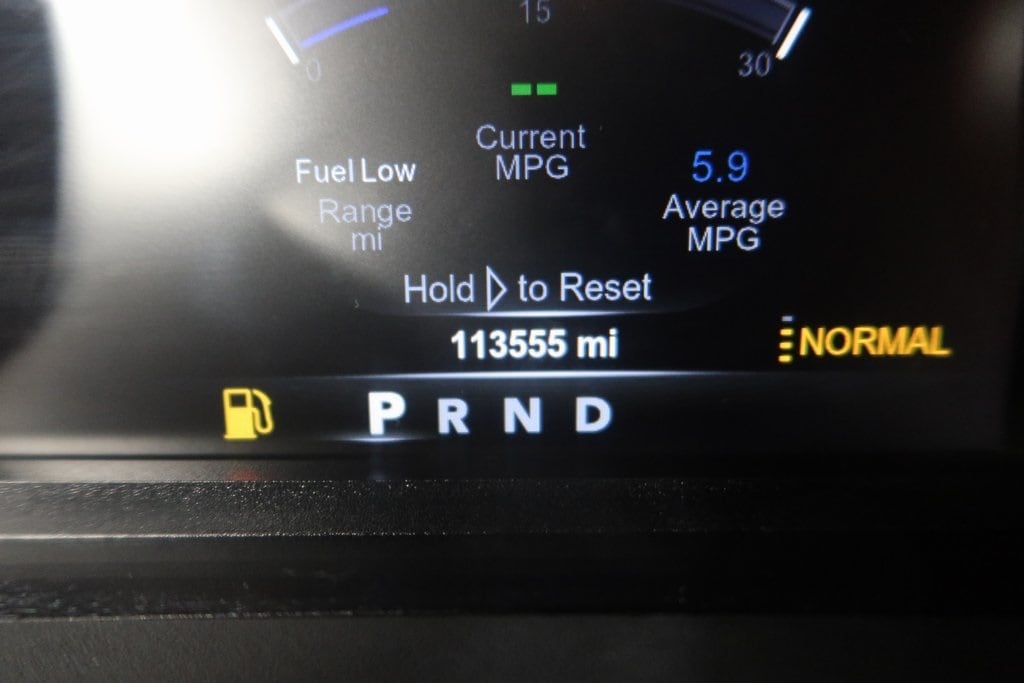 15
0
30
--
Current
MPG
Fuel Low
Range
mi
5.9
Average
MPG
Hold ▷ to Reset
113555 mi
NORMAL
P R N D